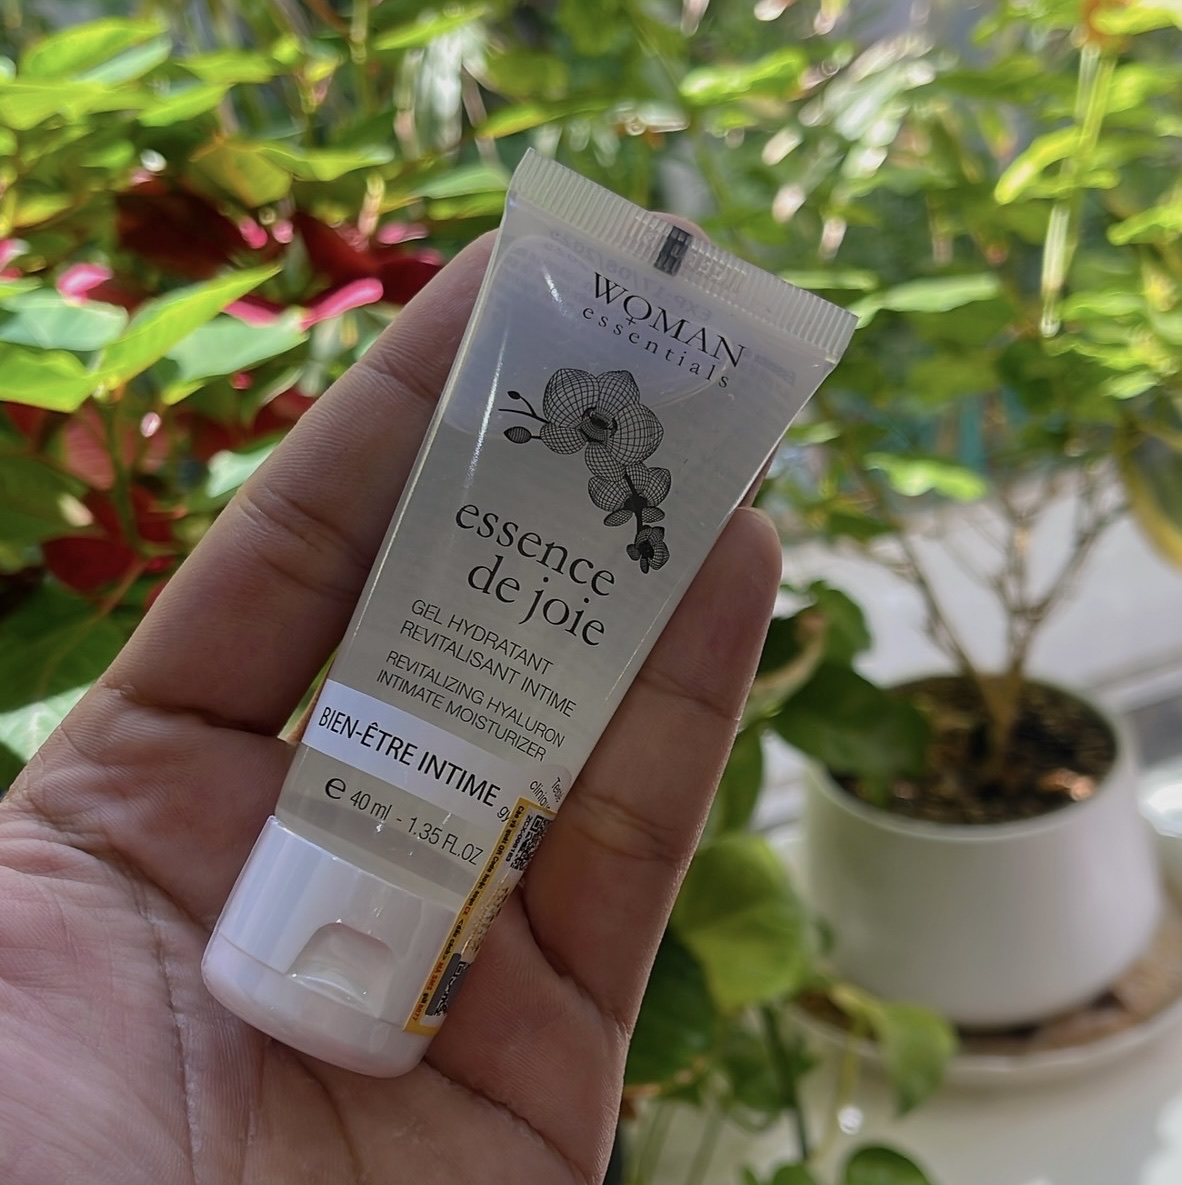 WOMAN
essentials
essence
de joie
GEL HYDRATANT
REVITALISANT INTIME
REVITALIZING HYALURON
INTIMATE MOISTURIZER
BIEN-ÊTRE INTIME
e 40 ml - 1.35 FL.OZ